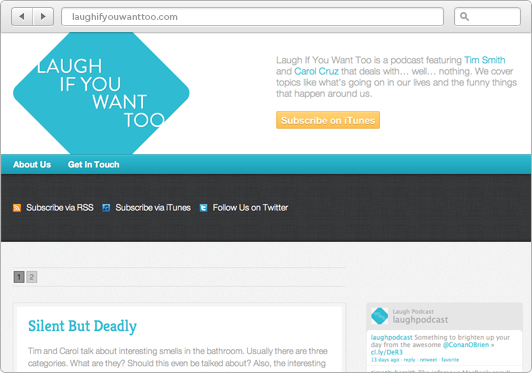 laughifyouwanttoo.com
LAUGH
IF YOU
WANT
TOO
Laugh If You Want Too is a podcast featuring Tim Smith
and Carol Cruz that deals with... well... nothing. We cover
topics like what's going on in our lives and the funny things
that happen around us.
Subscribe on iTunes
About Us Get In Touch
Subscribe via RSS Subscribe via iTunes Follow Us on Twitter
1 2
Silent But Deadly
Tim and Carol talk about interesting smells in the bathroom. Usually there are three
categories. What are they? Should this even be talked about? Also, the interesting
Laugh Podcast
laughpodcast
laughpodcast Something to brighten up your
day from the awesome @ConanOBrien »
cl.ly/DeR3
13 days ago · reply · retweet · favorite